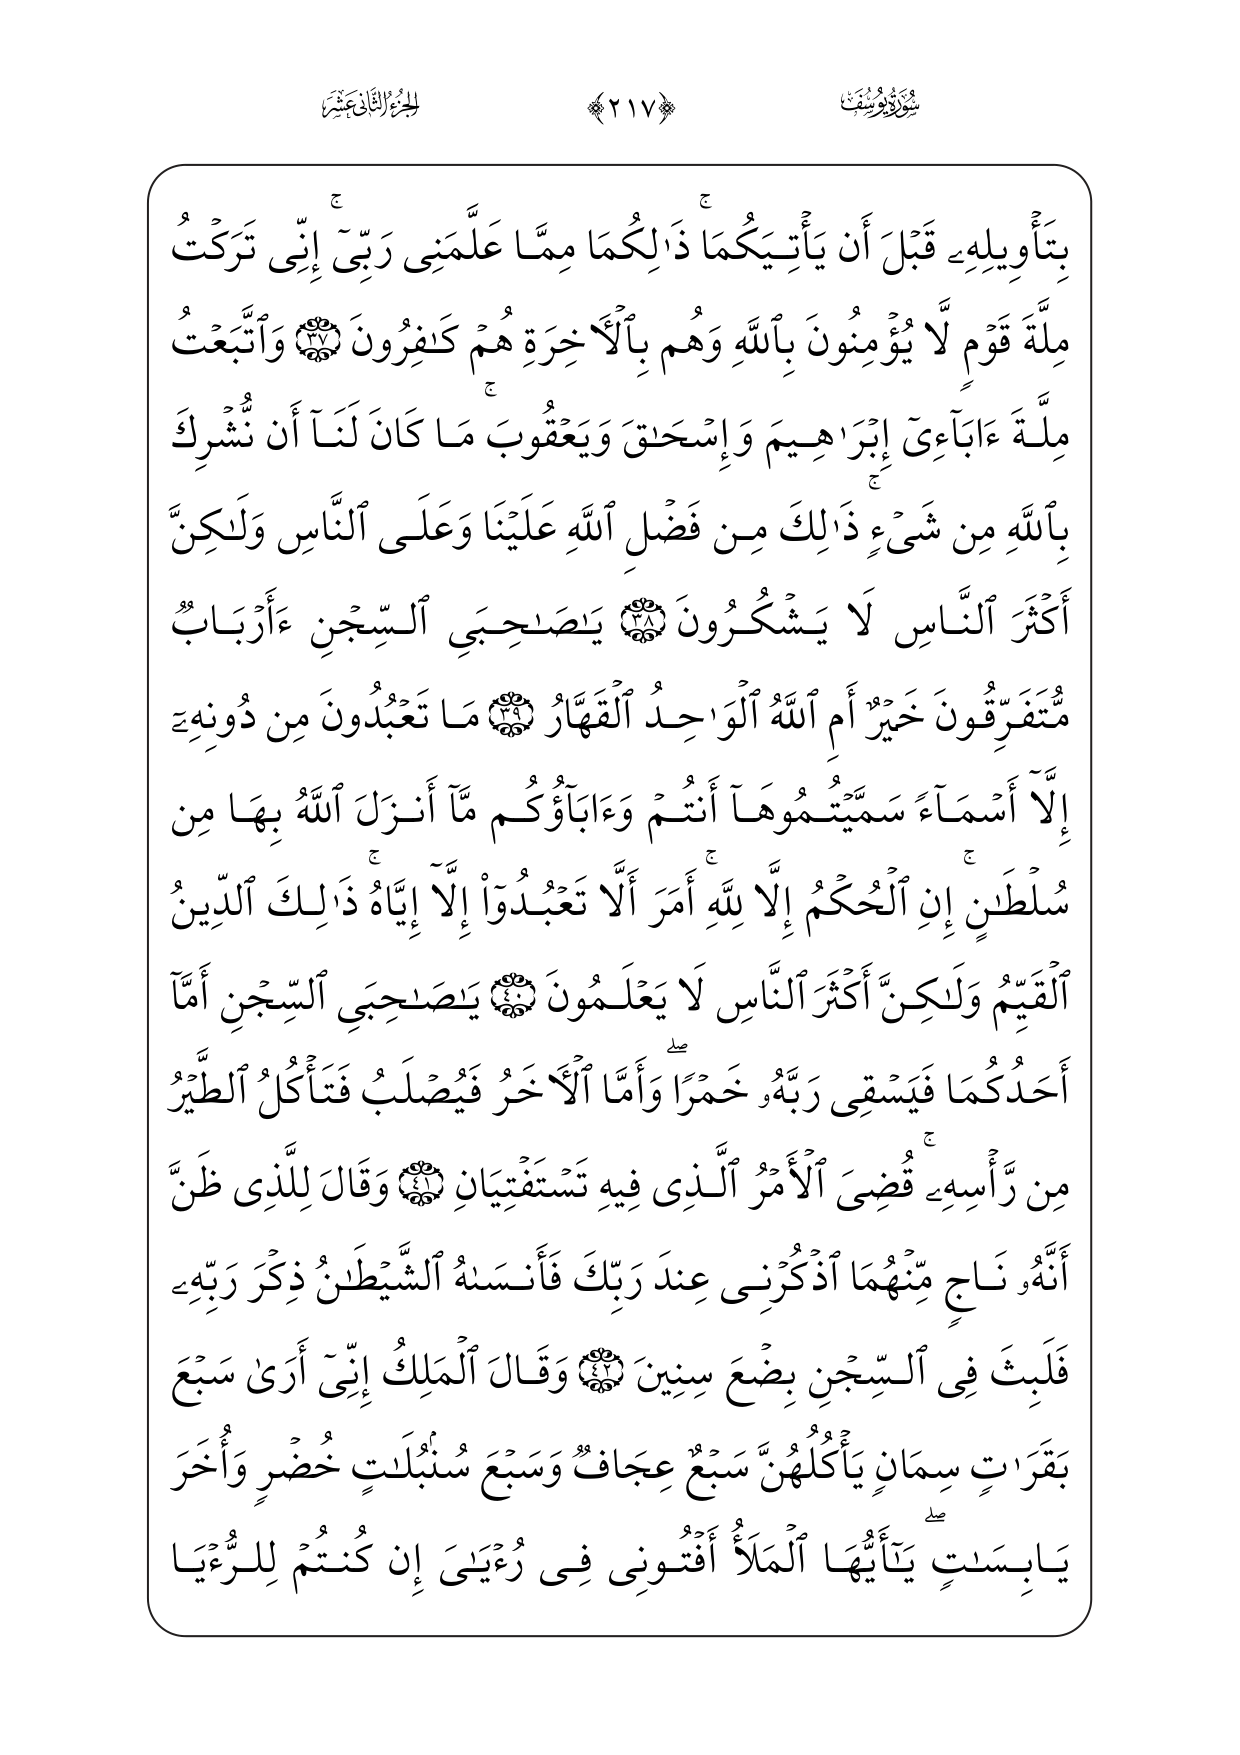 سُورَةُ يُوسُفَ ﴿٢١٧﴾ الجُزْءُ الثَّانِى عَشَرَ
بِتَأۡوِيلِهِۦ قَبۡلَ أَن يَأۡتِيَكُمَاۚ ذَٰلِكُمَا مِمَّا عَلَّمَنِى رَبِّىٓۚ إِنِّى تَرَكۡتُ
مِلَّةَ قَوۡمٍ لَّا يُؤۡمِنُونَ بِٱللَّهِ وَهُم بِٱلۡأَخِرَةِ هُمۡ كَـٰفِرُونَ ٣٧ وَٱتَّبَعۡتُ
مِلَّةَ ءَابَآءِىٓ إِبۡرَٰهِيمَ وَإِسۡحَـٰقَ وَيَعۡقُوبَۚ مَا كَانَ لَنَآ أَن نُّشۡرِكَ
بِٱللَّهِ مِن شَىۡءٍۚ ذَٰلِكَ مِن فَضۡلِ ٱللَّهِ عَلَيۡنَا وَعَلَى ٱلنَّاسِ وَلَـٰكِنَّ
أَكۡثَرَ ٱلنَّاسِ لَا يَشۡكُرُونَ ٣٨ يَـٰصَـٰحِبَىِ ٱلسِّجۡنِ ءَأَرۡبَابٌ
مُّتَفَرِّقُونَ خَيۡرٌ أَمِ ٱللَّهُ ٱلۡوَٰحِدُ ٱلۡقَهَّارُ ٣٩ مَا تَعۡبُدُونَ مِن دُونِهِۦٓ
إِلَّآ أَسۡمَآءً سَمَّيۡتُمُوهَآ أَنتُمۡ وَءَابَآؤُكُم مَّآ أَنزَلَ ٱللَّهُ بِهَا مِن
سُلۡطَـٰنٍۚ إِنِ ٱلۡحُكۡمُ إِلَّا لِلَّهِۚ أَمَرَ أَلَّا تَعۡبُدُوٓاْ إِلَّآ إِيَّاهُۚ ذَٰلِكَ ٱلدِّينُ
ٱلۡقَيِّمُ وَلَـٰكِنَّ أَكۡثَرَ ٱلنَّاسِ لَا يَعۡلَمُونَ ٤٠ يَـٰصَـٰحِبَىِ ٱلسِّجۡنِ أَمَّآ
أَحَدُكُمَا فَيَسۡقِى رَبَّهُۥ خَمۡرًاۖ وَأَمَّا ٱلۡأَخَرُ فَيُصۡلَبُ فَتَأۡكُلُ ٱلطَّيۡرُ
مِن رَّأۡسِهِۦۚ قُضِىَ ٱلۡأَمۡرُ ٱلَّذِى فِيهِ تَسۡتَفۡتِيَانِ ٤١ وَقَالَ لِلَّذِى ظَنَّ
أَنَّهُۥ نَاجٍ مِّنۡهُمَا ٱذۡكُرۡنِى عِندَ رَبِّكَ فَأَنسَىٰهُ ٱلشَّيۡطَـٰنُ ذِكۡرَ رَبِّهِۦ
فَلَبِثَ فِى ٱلسِّجۡنِ بِضۡعَ سِنِينَ ٤٢ وَقَالَ ٱلۡمَلِكُ إِنِّىٓ أَرَىٰ سَبۡعَ
بَقَرَٰتٍ سِمَانٍ يَأۡكُلُهُنَّ سَبۡعٌ عِجَافٌ وَسَبۡعَ سُنۢبُلَـٰتٍ خُضۡرٍ وَأُخَرَ
يَابِسَـٰتٍۖ يَـٰٓأَيُّهَا ٱلۡمَلَأُ أَفۡتُونِى فِى رُءۡيَـٰىَ إِن كُنتُمۡ لِلرُّءۡيَا